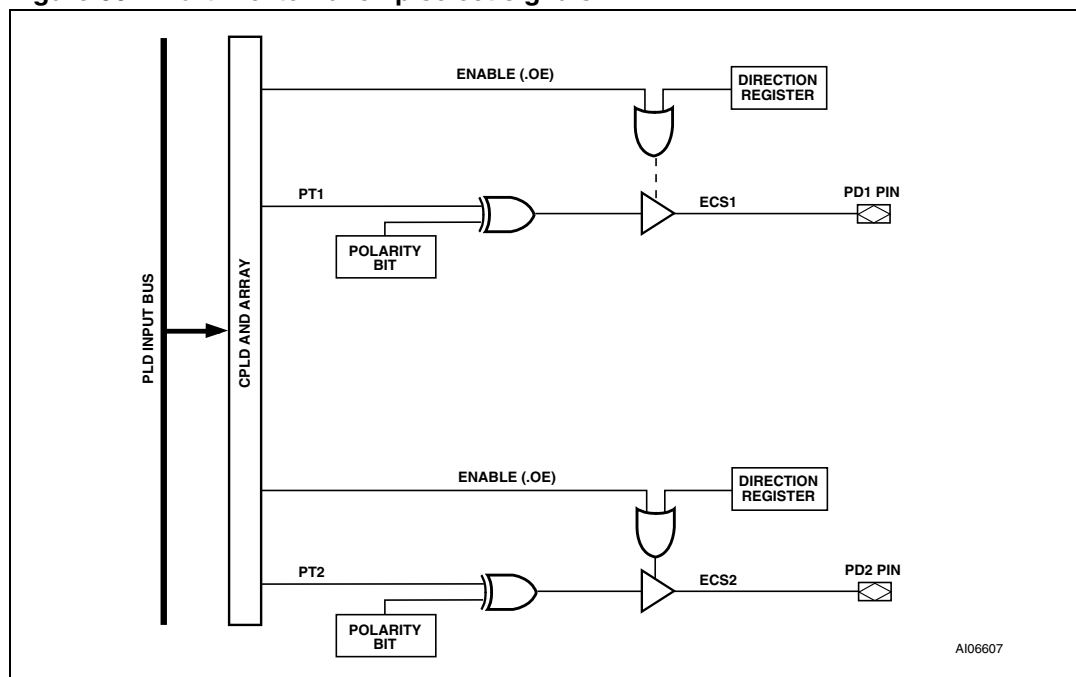 ENABLE (.OE)
DIRECTION
REGISTER
PT1
ECS1
PD1 PIN
POLARITY
BIT
PLD INPUT BUS
CPLD AND ARRAY
ENABLE (.OE)
DIRECTION
REGISTER
PT2
ECS2
PD2 PIN
POLARITY
BIT
AI06607